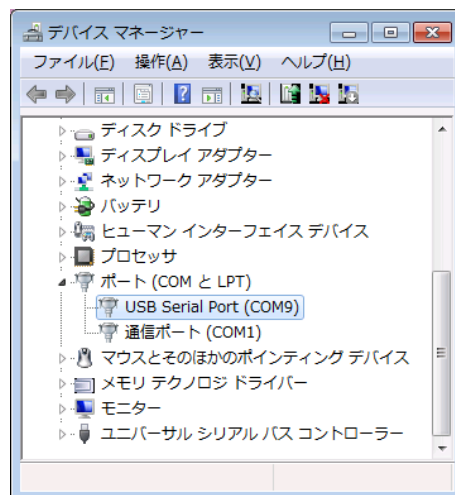 デバイス マネージャー
ファイル(F) 操作(A) 表示(V) ヘルプ(H)
ディスク ドライブ
ディスプレイ アダプター
ネットワーク アダプター
バッテリ
ヒューマン インターフェイス デバイス
プロセッサ
ポート (COM と LPT)
USB Serial Port (COM9)
通信ポート (COM1)
マウスとそのほかのポインティング デバイス
メモリ テクノロジ ドライバー
モニター
ユニバーサル シリアル バス コントローラー